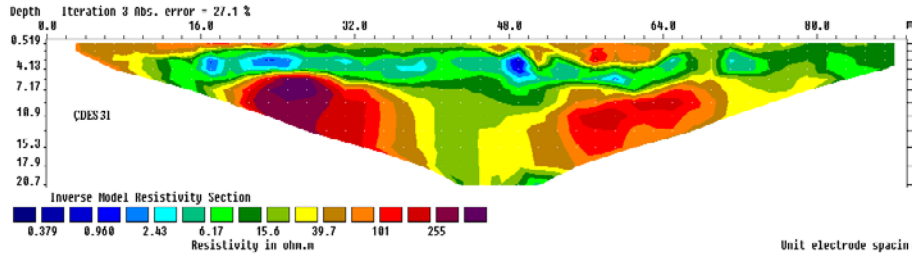 Depth Iteration 3 Abs. error = 27.1 %
0.0 16.0 32.0 48.0 64.0 80.0 m
0.519
4.13
7.17
10.9
ÇDES 31
15.3
17.9
20.7
Inverse Model Resistivity Section
0.379 0.960 2.43 6.17 15.6 39.7 101 255
Resistivity in ohm.m Unit electrode spacin